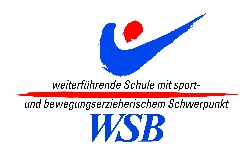 weiterführende Schule mit sport-
und bewegungserzieherischem Schwerpunkt
WSB